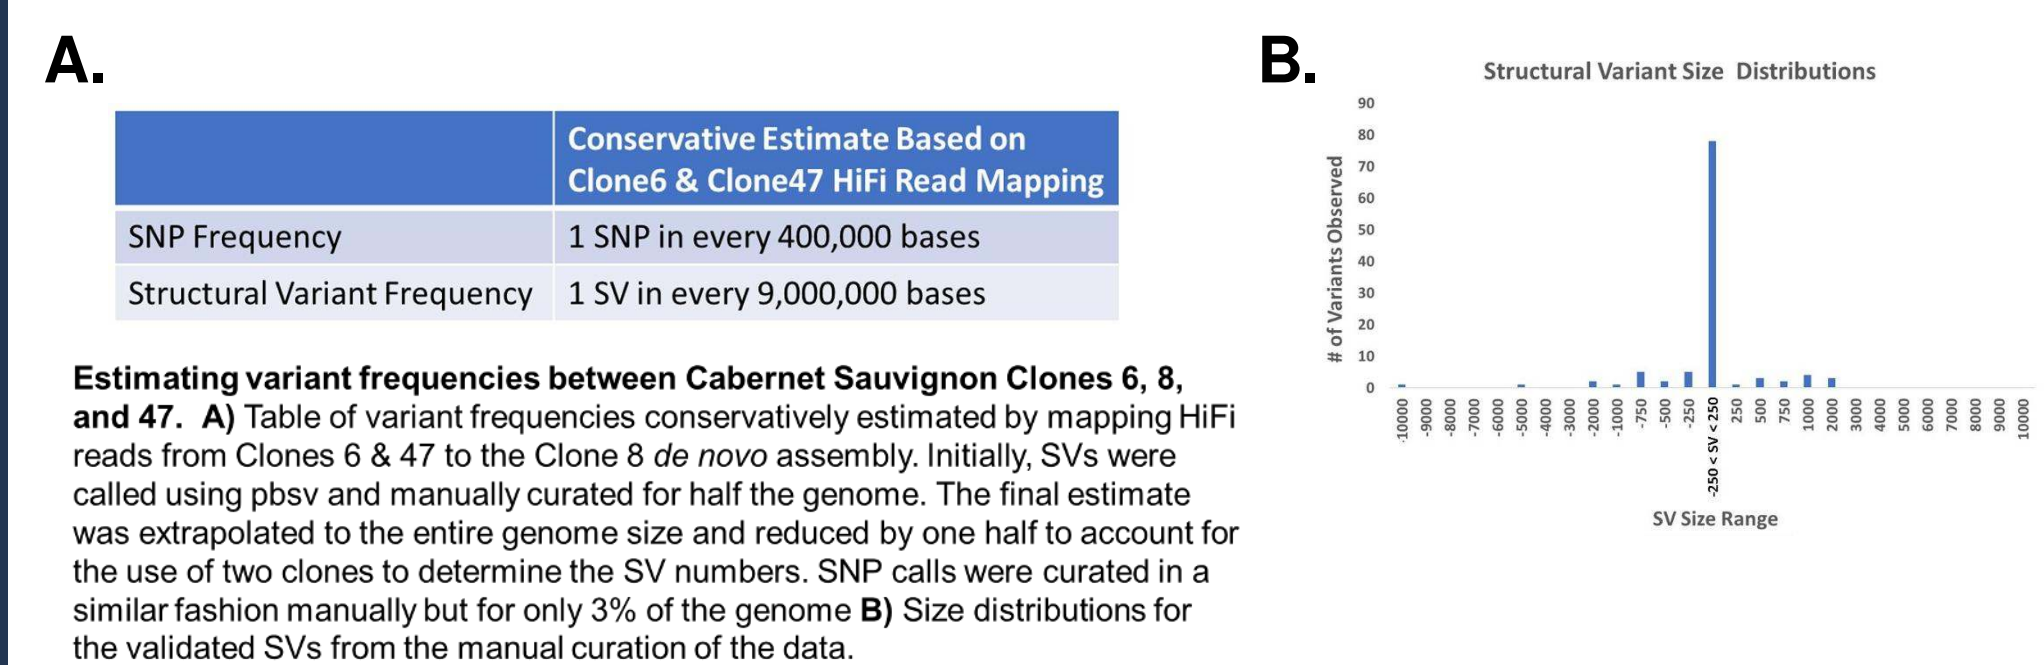 A.
Conservative Estimate Based on
Clone6 & Clone47 HiFi Read Mapping
SNP Frequency 1 SNP in every 400,000 bases
Structural Variant Frequency 1 SV in every 9,000,000 bases
Estimating variant frequencies between Cabernet Sauvignon Clones 6, 8,
and 47. A) Table of variant frequencies conservatively estimated by mapping HiFi
reads from Clones 6 & 47 to the Clone 8 de novo assembly. Initially, SVs were
called using pbsv and manually curated for half the genome. The final estimate
was extrapolated to the entire genome size and reduced by one half to account for
the use of two clones to determine the SV numbers. SNP calls were curated in a
similar fashion manually but for only 3% of the genome B) Size distributions for
the validated SVs from the manual curation of the data.
B.
Structural Variant Size Distributions
# of Variants Observed
90
80
70
60
50
40
30
20
10
0
-10000
-9000
-8000
-7000
-6000
-5000
-4000
-3000
-2000
-1000
-750
-500
-250
-250 < SV < 250
250
500
750
1000
2000
3000
4000
5000
6000
7000
8000
9000
10000
SV Size Range